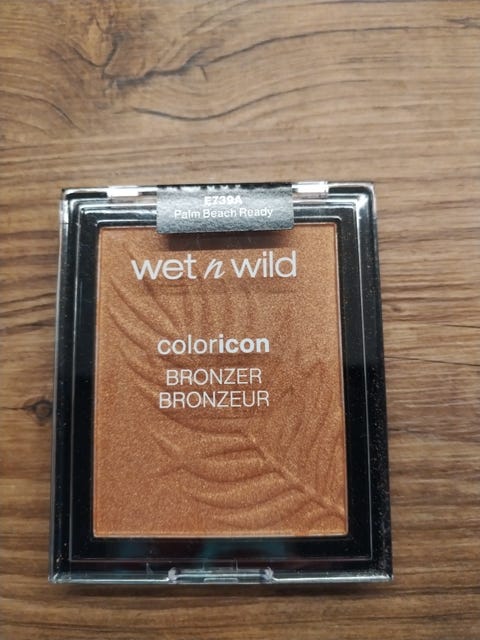 E739A
Palm Beach Ready
wet n wild
coloricon
BRONZER
BRONZEUR